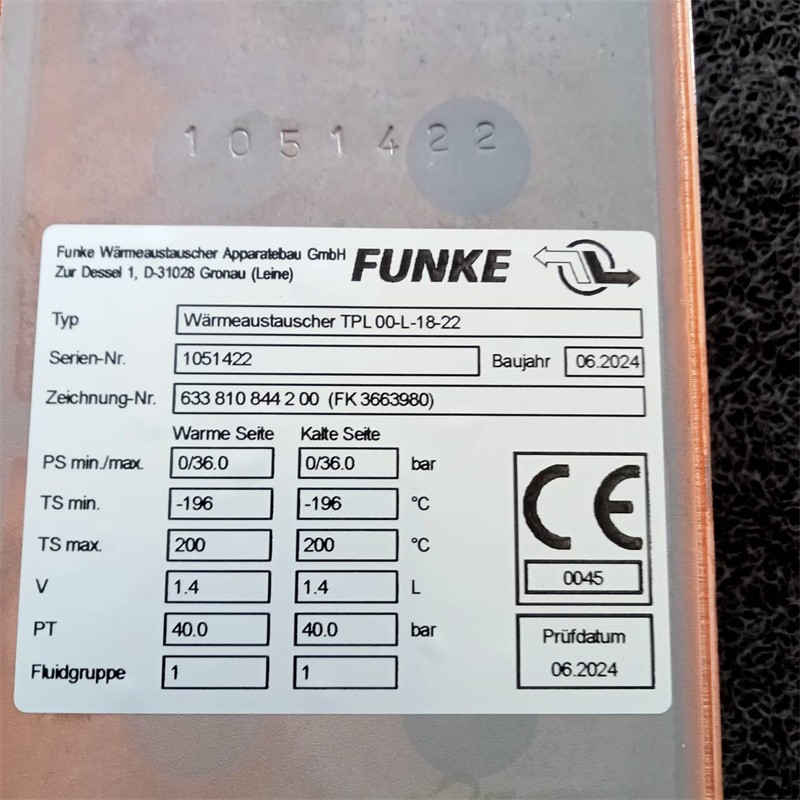 1051422
Funke Wärmeaustauscher Apparatebau GmbH
Zur Dessel 1, D-31028 Gronau (Leine)
FUNKE
Typ Wärmeaustauscher TPL 00-L-18-22
Serien-Nr. 1051422 Baujahr 06.2024
Zeichnung-Nr. 633 810 844 2 00 (FK 3663980)
Warme Seite Kalte Seite
PS min./max. 0/36.0 0/36.0 bar
TS min. -196 -196 °C
TS max. 200 200 °C
V 1.4 1.4 L
PT 40.0 40.0 bar
Fluidgruppe 1 1
CE
0045
Prüfdatum
06.2024